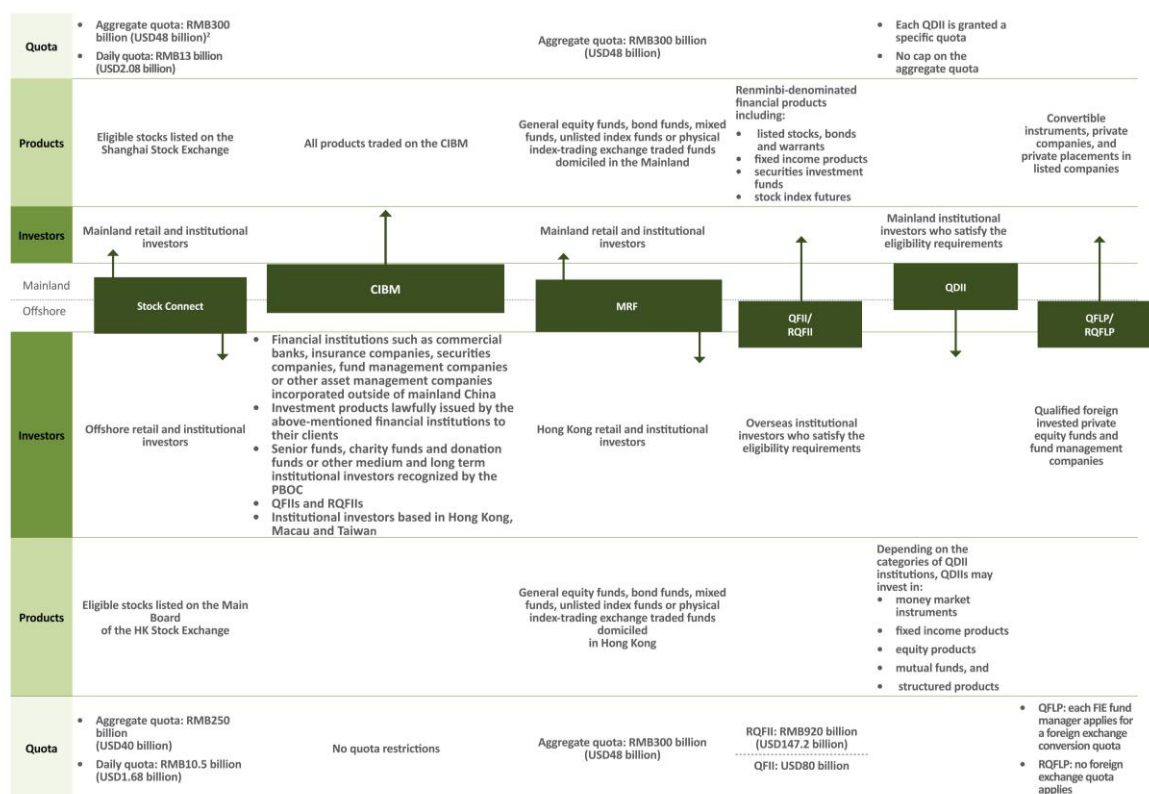 Quota
• Aggregate quota: RMB300
billion (USD48 billion)²
• Daily quota: RMB13 billion
(USD2.08 billion)
Aggregate quota: RMB300 billion
(USD48 billion)
• Each QDII is granted a
specific quota
• No cap on the
aggregate quota
Products
Eligible stocks listed on the
Shanghai Stock Exchange
All products traded on the CIBM
General equity funds, bond funds, mixed
funds, unlisted index funds or physical
index-trading exchange traded funds
domiciled in the Mainland
Renminbi-denominated
financial products
including:
• listed stocks, bonds
and warrants
• fixed income products
• securities investment
funds
• stock index futures
Convertible
instruments, private
companies, and
private placements in
listed companies
Investors
Mainland retail and institutional
investors
Mainland retail and institutional
investors
Mainland institutional
investors who satisfy the
eligibility requirements
Mainland
Offshore
Stock Connect
CIBM
MRF
QFII/
RQFII
QDII
QFLP/
RQFLP
Investors
Offshore retail and institutional
investors
• Financial institutions such as commercial
banks, insurance companies, securities
companies, fund management companies
or other asset management companies
incorporated outside of mainland China
• Investment products lawfully issued by the
above-mentioned financial institutions to
their clients
• Senior funds, charity funds and donation
funds or other medium and long term
institutional investors recognized by the
PBOC
• QFIIs and RQFIIs
• Institutional investors based in Hong Kong,
Macau and Taiwan
Hong Kong retail and institutional
investors
Overseas institutional
investors who satisfy the
eligibility requirements
Qualified foreign
invested private
equity funds and
fund management
companies
Products
Eligible stocks listed on the Main
Board
of the HK Stock Exchange
General equity funds, bond funds, mixed
funds, unlisted index funds or physical
index-trading exchange traded funds
domiciled
in Hong Kong
Depending on the
categories of QDII
institutions, QDIIs may
invest in:
• money market
instruments
• fixed income products
• equity products
• mutual funds, and
• structured products
Quota
• Aggregate quota: RMB250
billion
(USD40 billion)
• Daily quota: RMB10.5 billion
(USD1.68 billion)
No quota restrictions
Aggregate quota: RMB300 billion
(USD48 billion)
RQFII: RMB920 billion
(USD147.2 billion)
QFII: USD80 billion
• QFLP: each FIE fund
manager applies for
a foreign exchange
conversion quota
• RQFLP: no foreign
exchange quota
applies